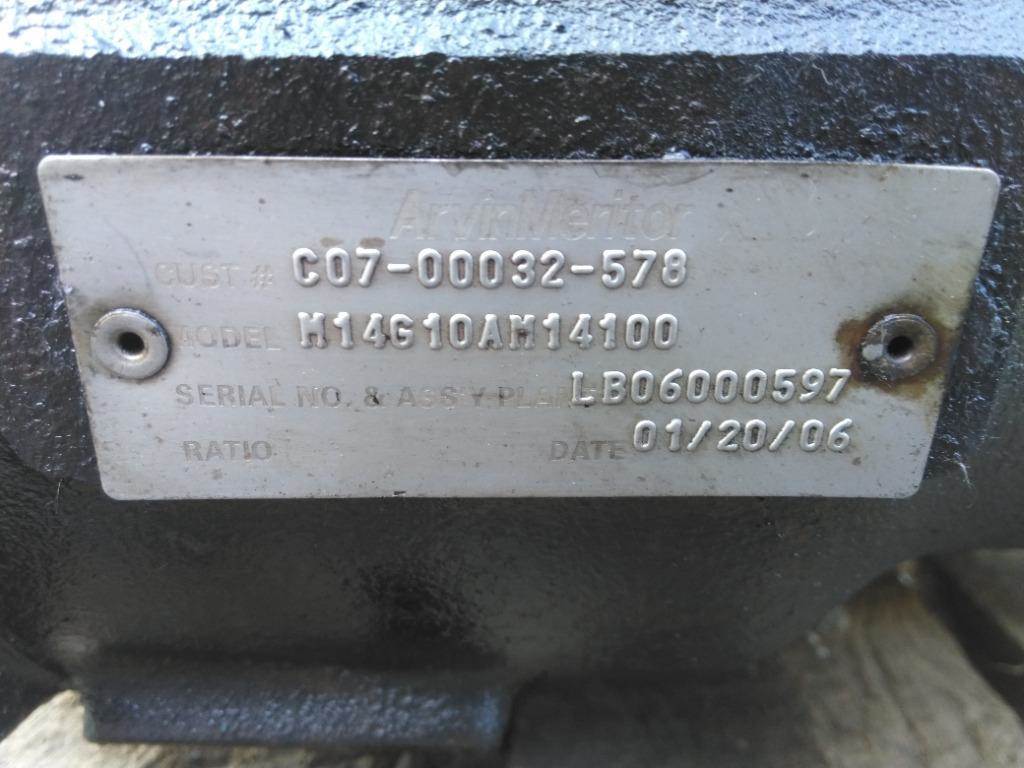 ArvinMeritor
CUST # C07-00032-578
MODEL M14G10AM14100
SERIAL NO. & ASS'Y PLANT LB06000597
RATIO DATE 01/20/06